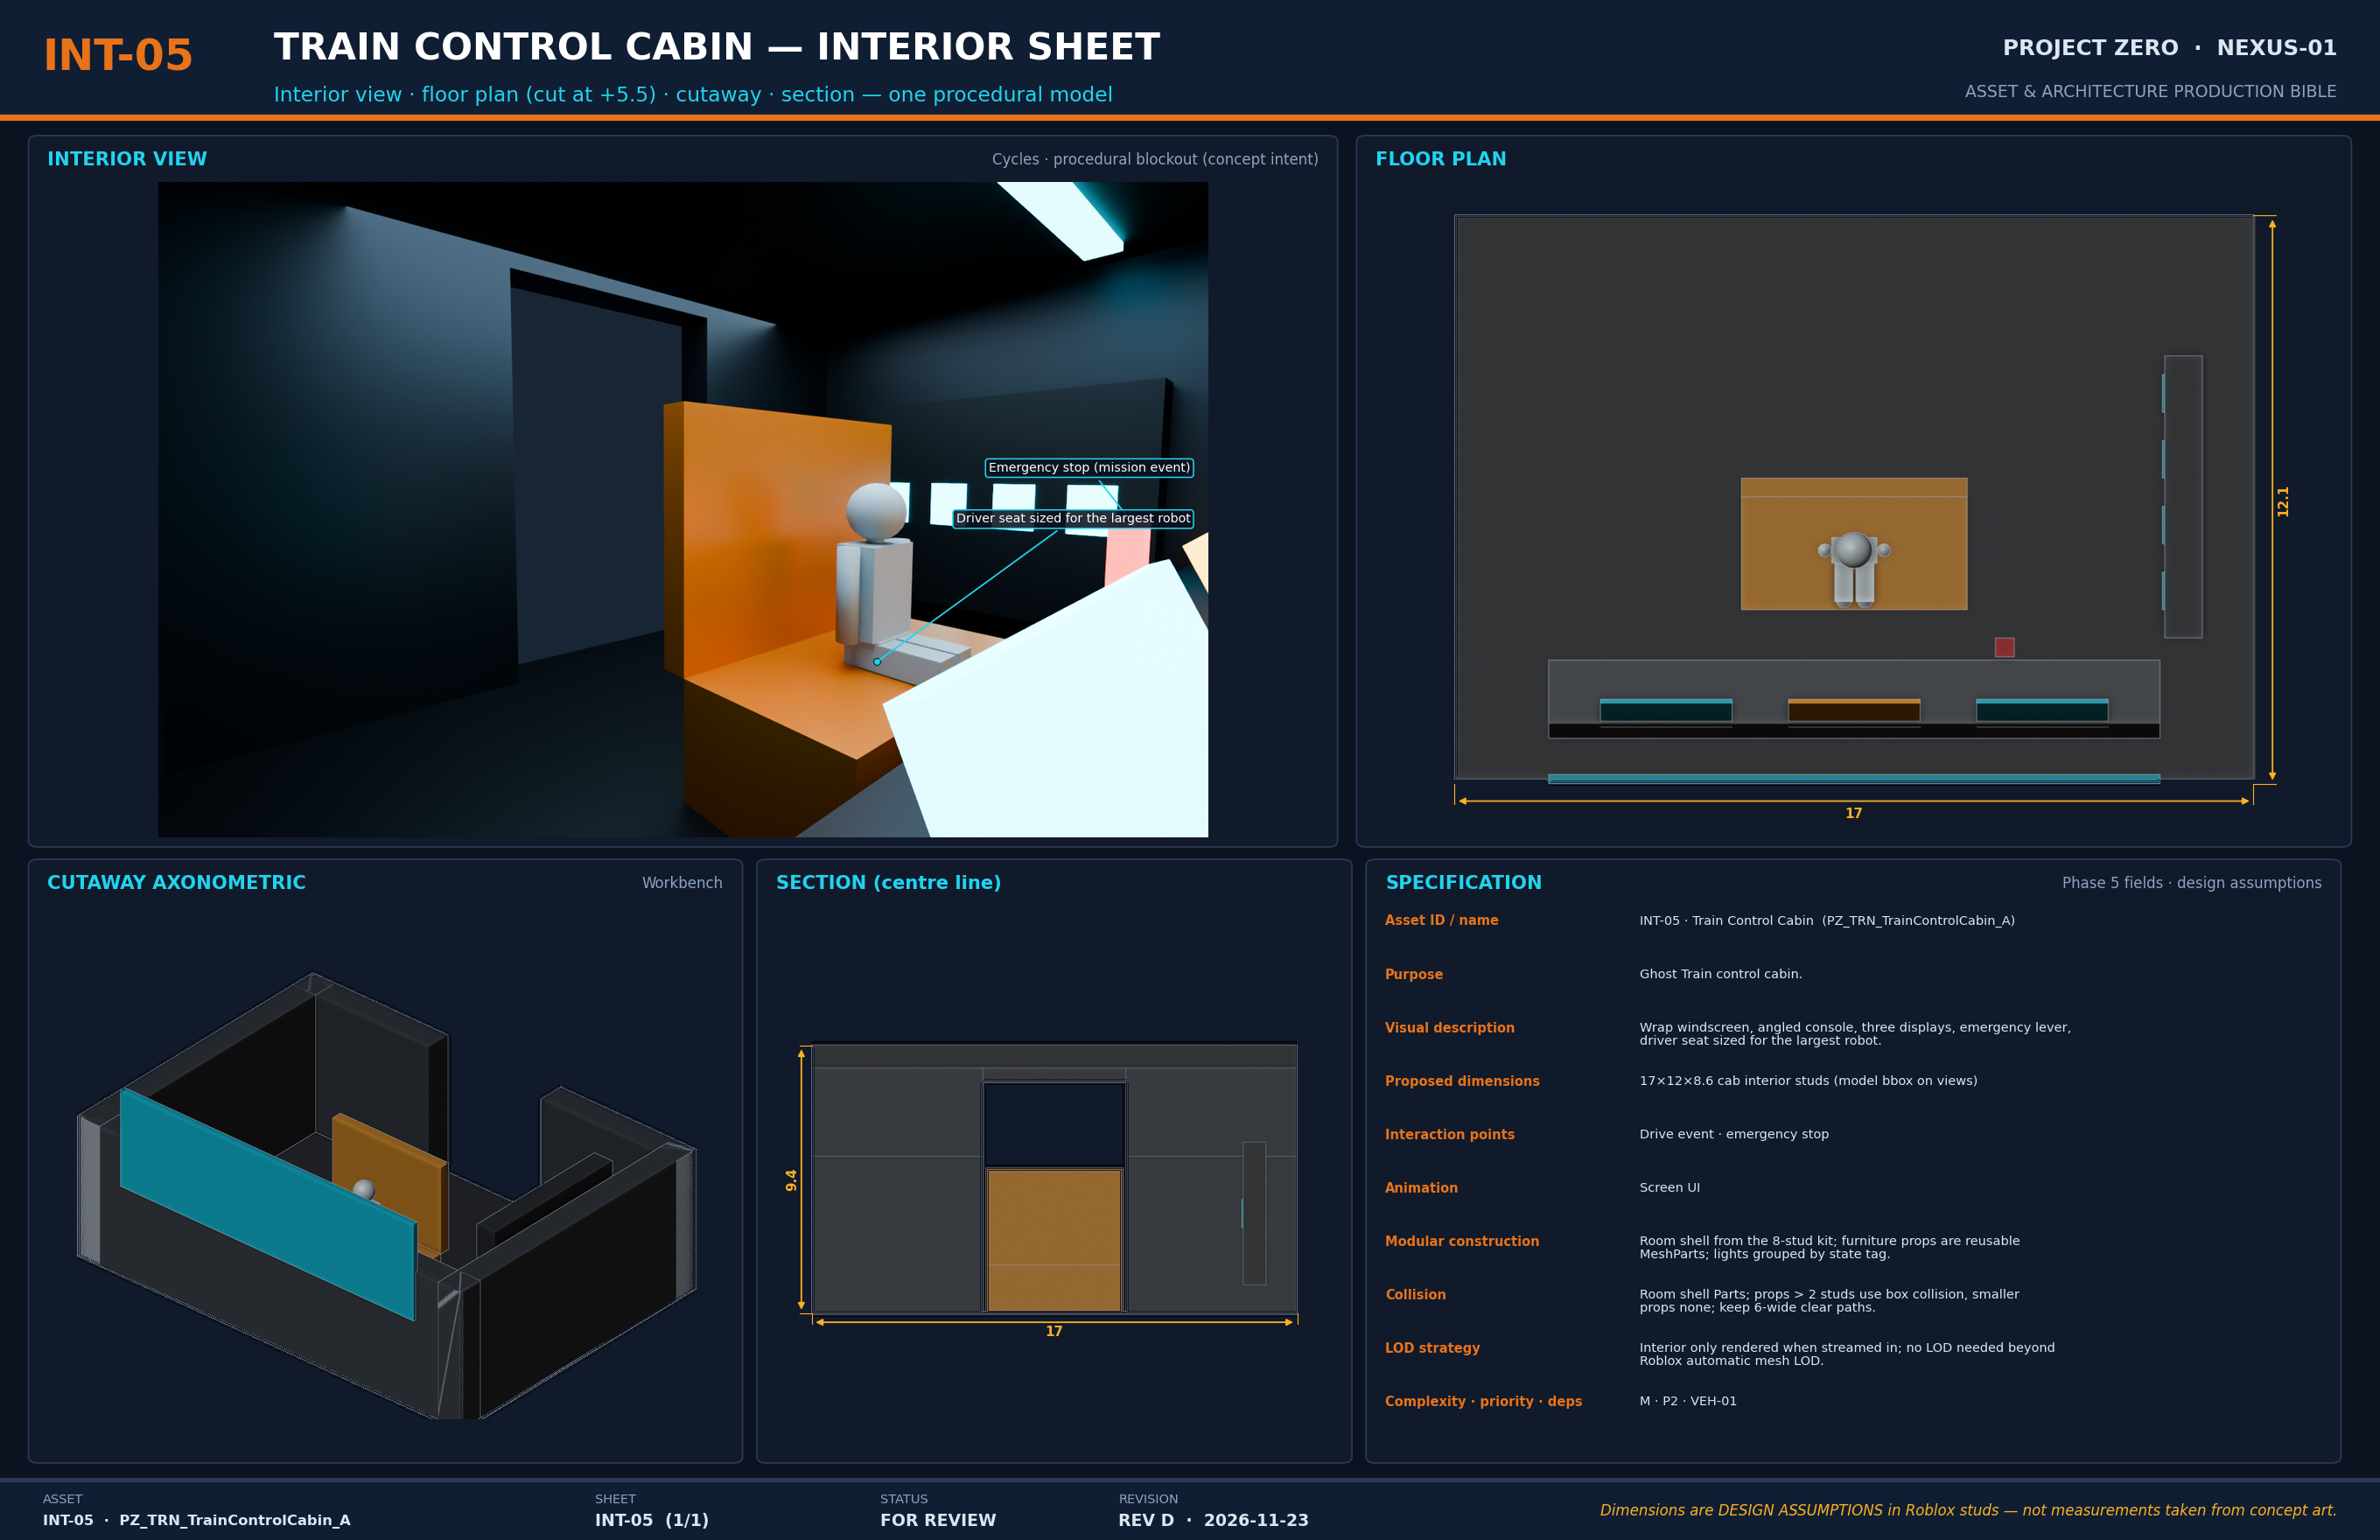 INT-05
TRAIN CONTROL CABIN — INTERIOR SHEET
Interior view · floor plan (cut at +5.5) · cutaway · section — one procedural model
PROJECT ZERO · NEXUS-01
ASSET & ARCHITECTURE PRODUCTION BIBLE
INTERIOR VIEW
Cycles · procedural blockout (concept intent)
Emergency stop (mission event)
Driver seat sized for the largest robot
FLOOR PLAN
12.1
17
CUTAWAY AXONOMETRIC
Workbench
SECTION (centre line)
9.4
17
SPECIFICATION
Phase 5 fields · design assumptions
Asset ID / name
INT-05 · Train Control Cabin (PZ_TRN_TrainControlCabin_A)
Purpose
Ghost Train control cabin.
Visual description
Wrap windscreen, angled console, three displays, emergency lever,
driver seat sized for the largest robot.
Proposed dimensions
17×12×8.6 cab interior studs (model bbox on views)
Interaction points
Drive event · emergency stop
Animation
Screen UI
Modular construction
Room shell from the 8-stud kit; furniture props are reusable
MeshParts; lights grouped by state tag.
Collision
Room shell Parts; props > 2 studs use box collision, smaller
props none; keep 6-wide clear paths.
LOD strategy
Interior only rendered when streamed in; no LOD needed beyond
Roblox automatic mesh LOD.
Complexity · priority · deps
M · P2 · VEH-01
ASSET
INT-05 · PZ_TRN_TrainControlCabin_A
SHEET
INT-05 (1/1)
STATUS
FOR REVIEW
REVISION
REV D · 2026-11-23
Dimensions are DESIGN ASSUMPTIONS in Roblox studs — not measurements taken from concept art.